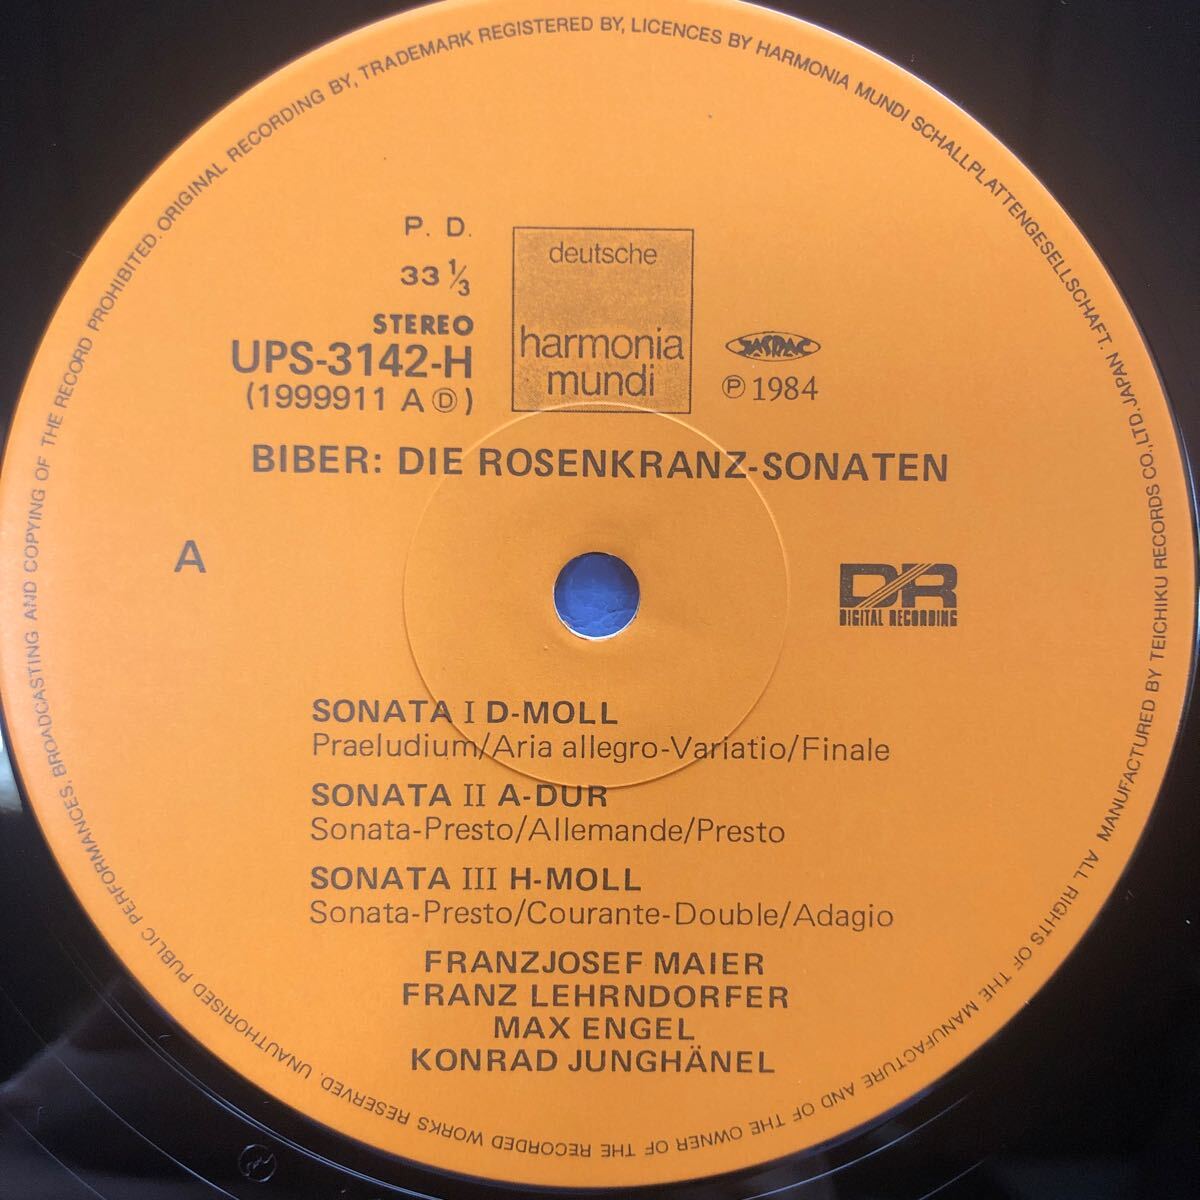 ALL RIGHTS OF THE MANUFACTURE AND OF THE OWNER OF THE RECORDED WORKS RESERVED. UNAUTHORISED PUBLIC PERFORMANCES, BROADCASTING AND COPYING OF THE RECORD PROHIBITED. ORIGINAL RECORDING BY, TRADEMARK REGISTERED BY, LICENCES BY HARMONIA MUNDI SCHALLPLATTENGESELLSCHAFT. MANUFACTURED BY TEICHIKU RECORDS CO.,LTD.JAPAN
P. D.
33 1/3
STEREO
UPS-3142-H
(1999911 A Ⓓ)
deutsche
harmonia
mundi
JASRAC
Ⓟ 1984
BIBER: DIE ROSENKRANZ-SONATEN
A
DR
DIGITAL RECORDING
SONATA I D-MOLL
Praeludium/Aria allegro-Variatio/Finale
SONATA II A-DUR
Sonata-Presto/Allemande/Presto
SONATA III H-MOLL
Sonata-Presto/Courante-Double/Adagio
FRANZJOSEF MAIER
FRANZ LEHRNDORFER
MAX ENGEL
KONRAD JUNGHÄNEL